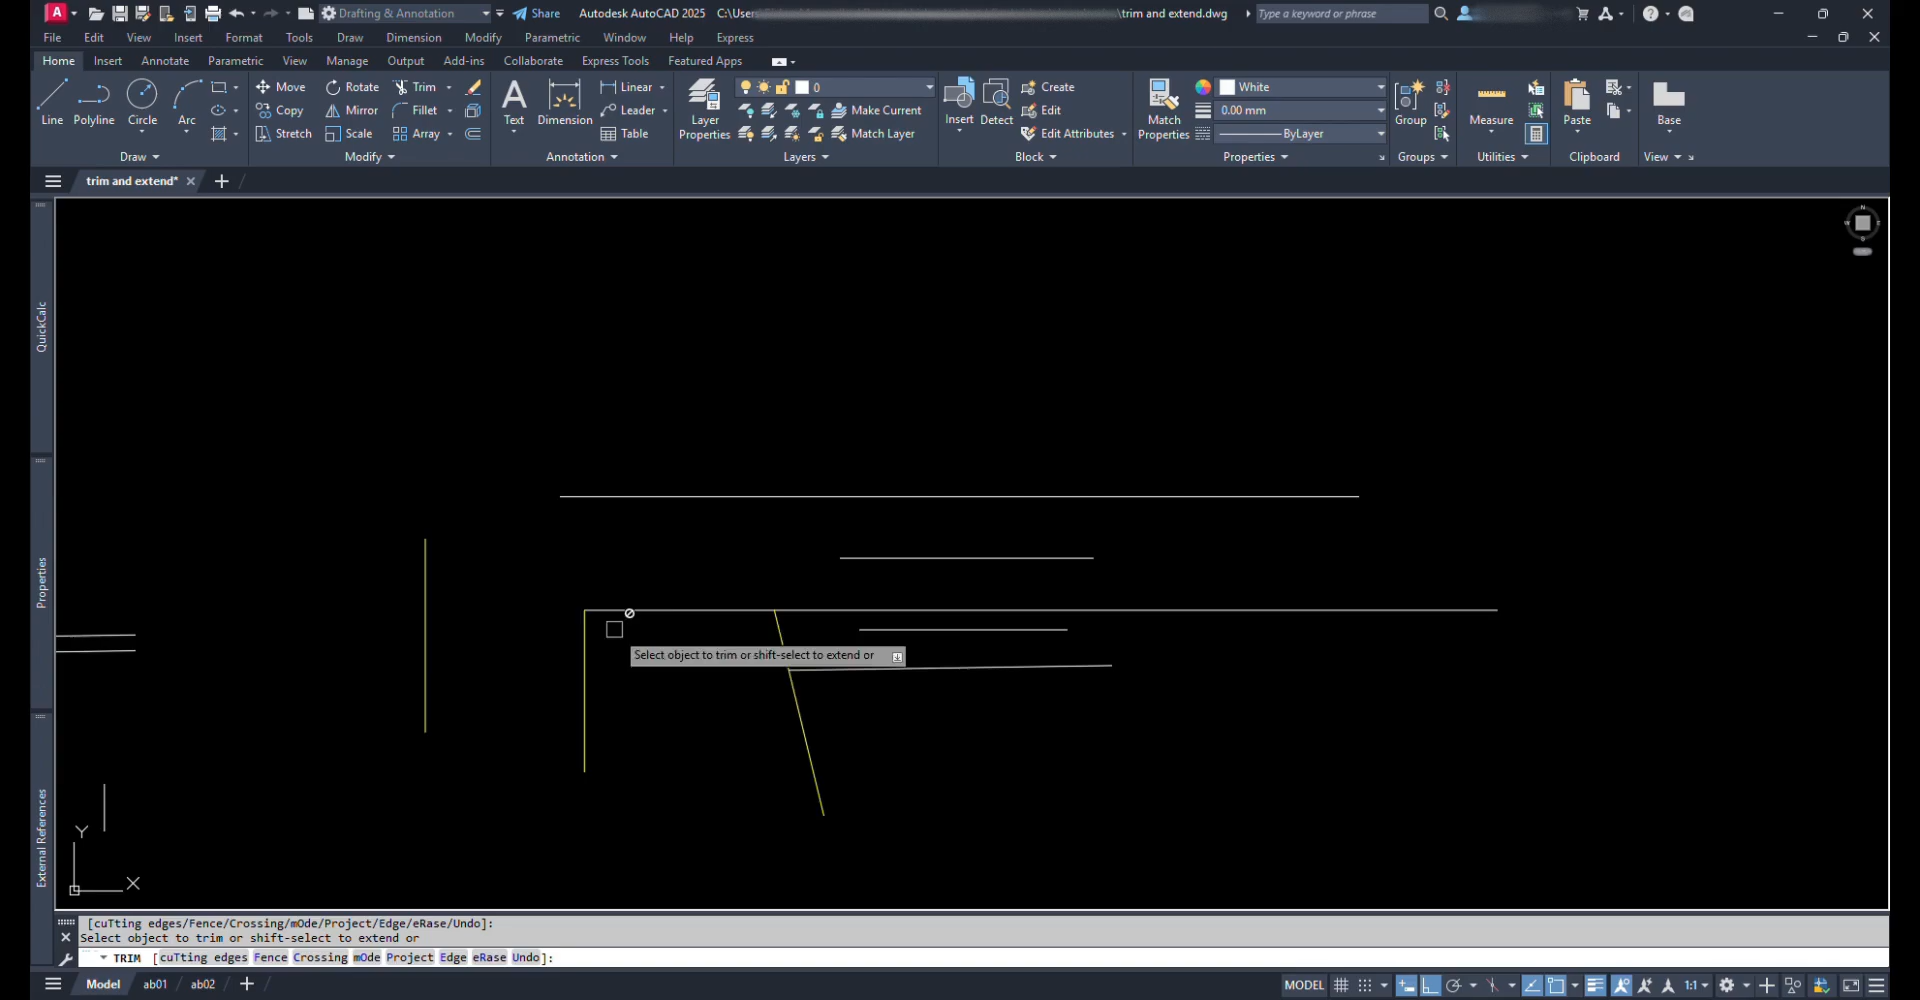 A Drafting & Annotation Share Autodesk AutoCAD 2025 C:\User \trim and extend.dwg Type a keyword or phrase
File Edit View Insert Format Tools Draw Dimension Modify Parametric Window Help Express
Home Insert Annotate Parametric View Manage Output Add-ins Collaborate Express Tools Featured Apps
Move Rotate Trim Linear 0 Create White
Copy Mirror Fillet Leader Make Current Edit 0.00 mm
Line Polyline Circle Arc Text Dimension Insert Detect Group Measure Paste Base
Stretch Scale Array Table Layer Properties Match Layer Edit Attributes Match Properties ByLayer
Draw Modify Annotation Layers Block Properties Groups Utilities Clipboard View
trim and extend*
N
S
QuickCalc
Properties
External References
Select object to trim or shift-select to extend or
Y
X
[cuTting edges/Fence/Crossing/mOde/Project/Edge/eRase/Undo]:
Select object to trim or shift-select to extend or
TRIM [cuTting edges Fence Crossing mOde Project Edge eRase Undo]:
Model ab01 ab02 MODEL 1:1